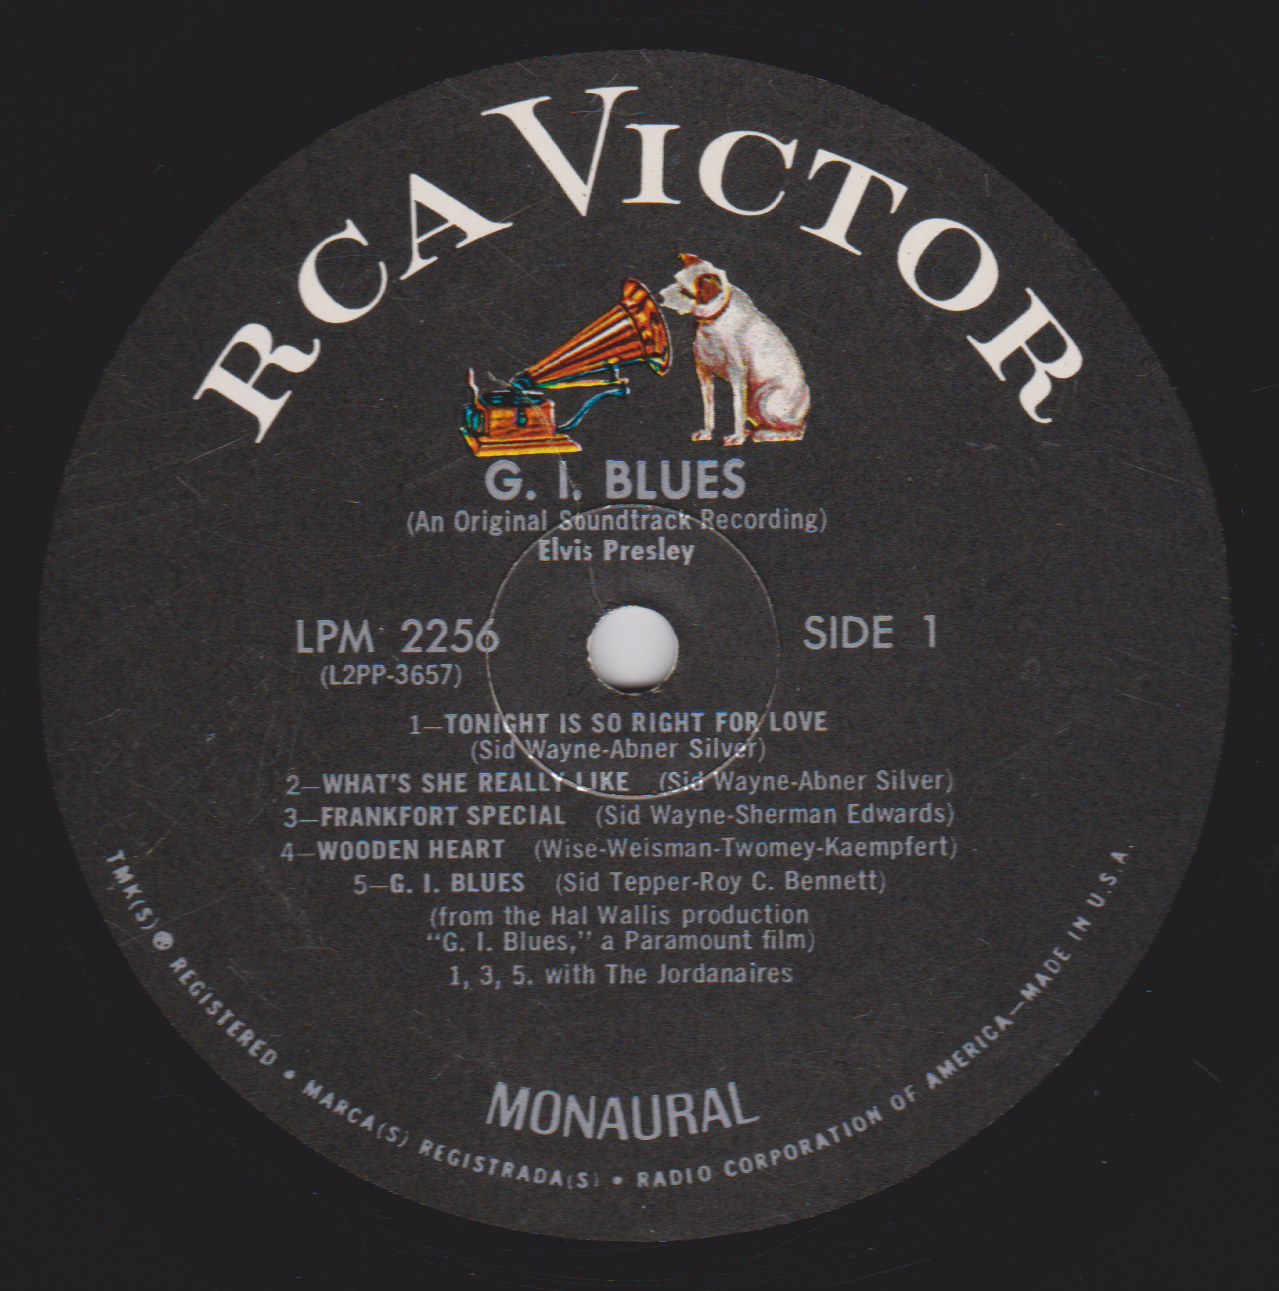 RCA VICTOR
G. I. BLUES
(An Original Soundtrack Recording)
Elvis Presley
LPM 2256
(L2PP-3657)
SIDE 1
1—TONIGHT IS SO RIGHT FOR LOVE
(Sid Wayne-Abner Silver)
2—WHAT'S SHE REALLY LIKE (Sid Wayne-Abner Silver)
3—FRANKFORT SPECIAL (Sid Wayne-Sherman Edwards)
4—WOODEN HEART (Wise-Weisman-Twomey-Kaempfert)
5—G. I. BLUES (Sid Tepper-Roy C. Bennett)
(from the Hal Wallis production
"G. I. Blues," a Paramount film)
1, 3, 5. with The Jordanaires
MONAURAL
TMK(S) ® REGISTERED • MARCA(S) REGISTRADA(S) • RADIO CORPORATION OF AMERICA—MADE IN U.S.A.